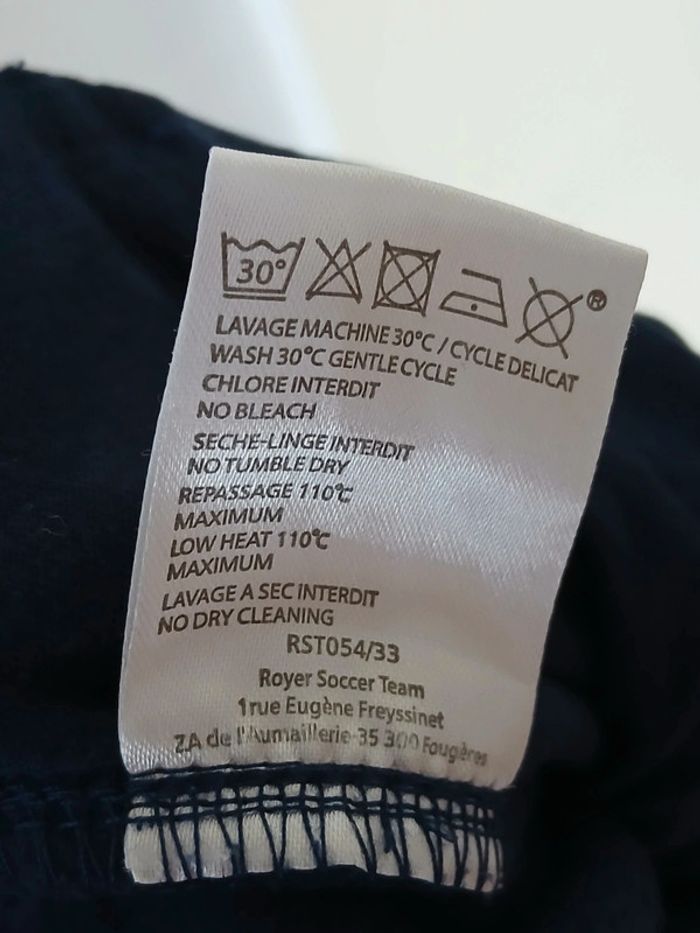 30°
®
LAVAGE MACHINE 30°C / CYCLE DELICAT
WASH 30°C GENTLE CYCLE
CHLORE INTERDIT
NO BLEACH
SECHE-LINGE INTERDIT
NO TUMBLE DRY
REPASSAGE 110°C
MAXIMUM
LOW HEAT 110°C
MAXIMUM
LAVAGE A SEC INTERDIT
NO DRY CLEANING
RST054/33
Royer Soccer Team
1 rue Eugène Freyssinet
ZA de l'Aumaillerie-35 300 Fougères